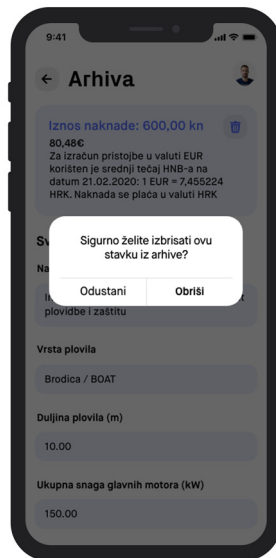 9:41
Arhiva
Iznos naknade: 600,00 kn
80,48€
Za izračun pristojbe u valuti EUR
korišten je srednji tečaj HNB-a na
datum 21.02.2020: 1 EUR = 7,455224
HRK. Naknada se plaća u valuti HRK
Sigurno želite izbrisati ovu
stavku iz arhive?
Odustani Obriši
plovidbe i zaštitu
Vrsta plovila
Brodica / BOAT
Duljina plovila (m)
10.00
Ukupna snaga glavnih motora (kW)
150.00